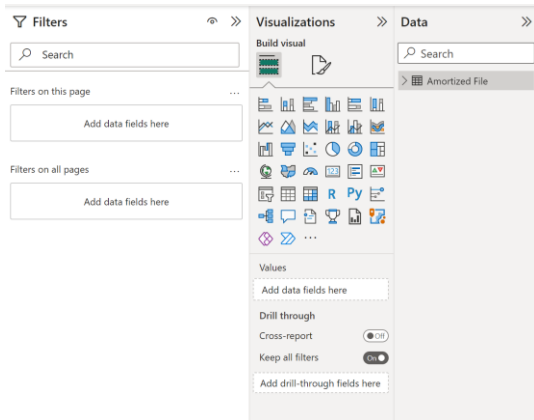 Filters
Search
Filters on this page
...
Add data fields here
Filters on all pages
...
Add data fields here
Visualizations
Build visual
123
R
Py
...
Values
Add data fields here
Drill through
Cross-report
Off
Keep all filters
On
Add drill-through fields here
Data
Search
Amortized File